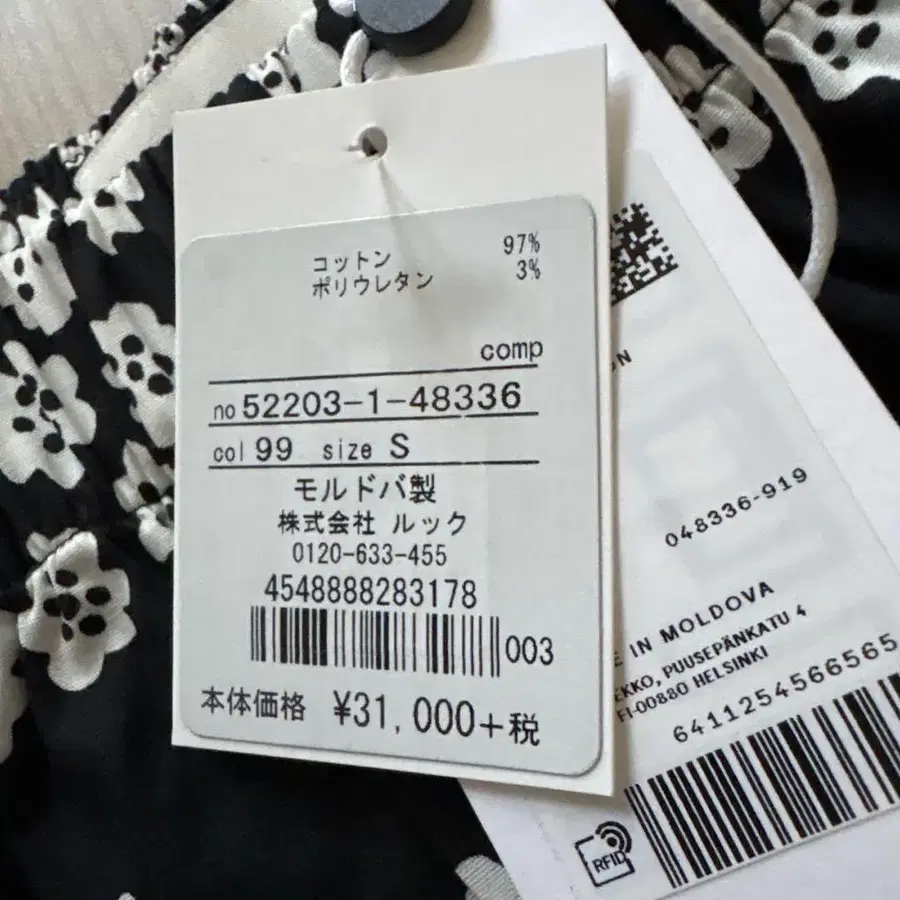 コットン 97%
ポリウレタン 3%
comp
no 52203-1-48336
col 99 size S
モルドバ製
株式会社 ルック
0120-633-455
4548888283178
003
本体価格 ¥31,000+税
048336-919
IN MOLDOVA
PUUSEPÄNKATU 4
FI-00880 HELSINKI
6411254566565
RFID